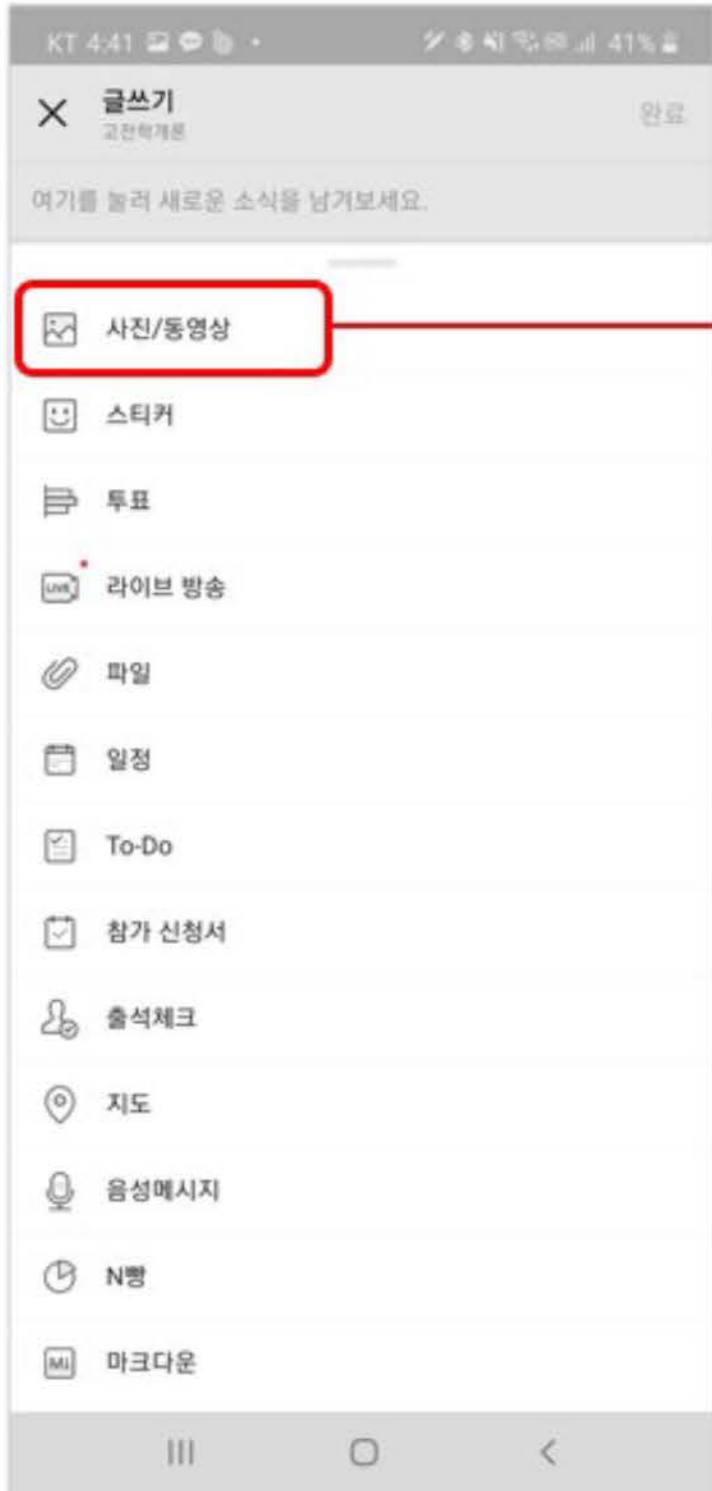 KT 4:41
41%
글쓰기
완료
고전학개론
여기를 눌러 새로운 소식을 남겨보세요.
사진/동영상
스티커
투표
LIVE 라이브 방송
파일
일정
To-Do
참가 신청서
출석체크
지도
음성메시지
N빵
마크다운